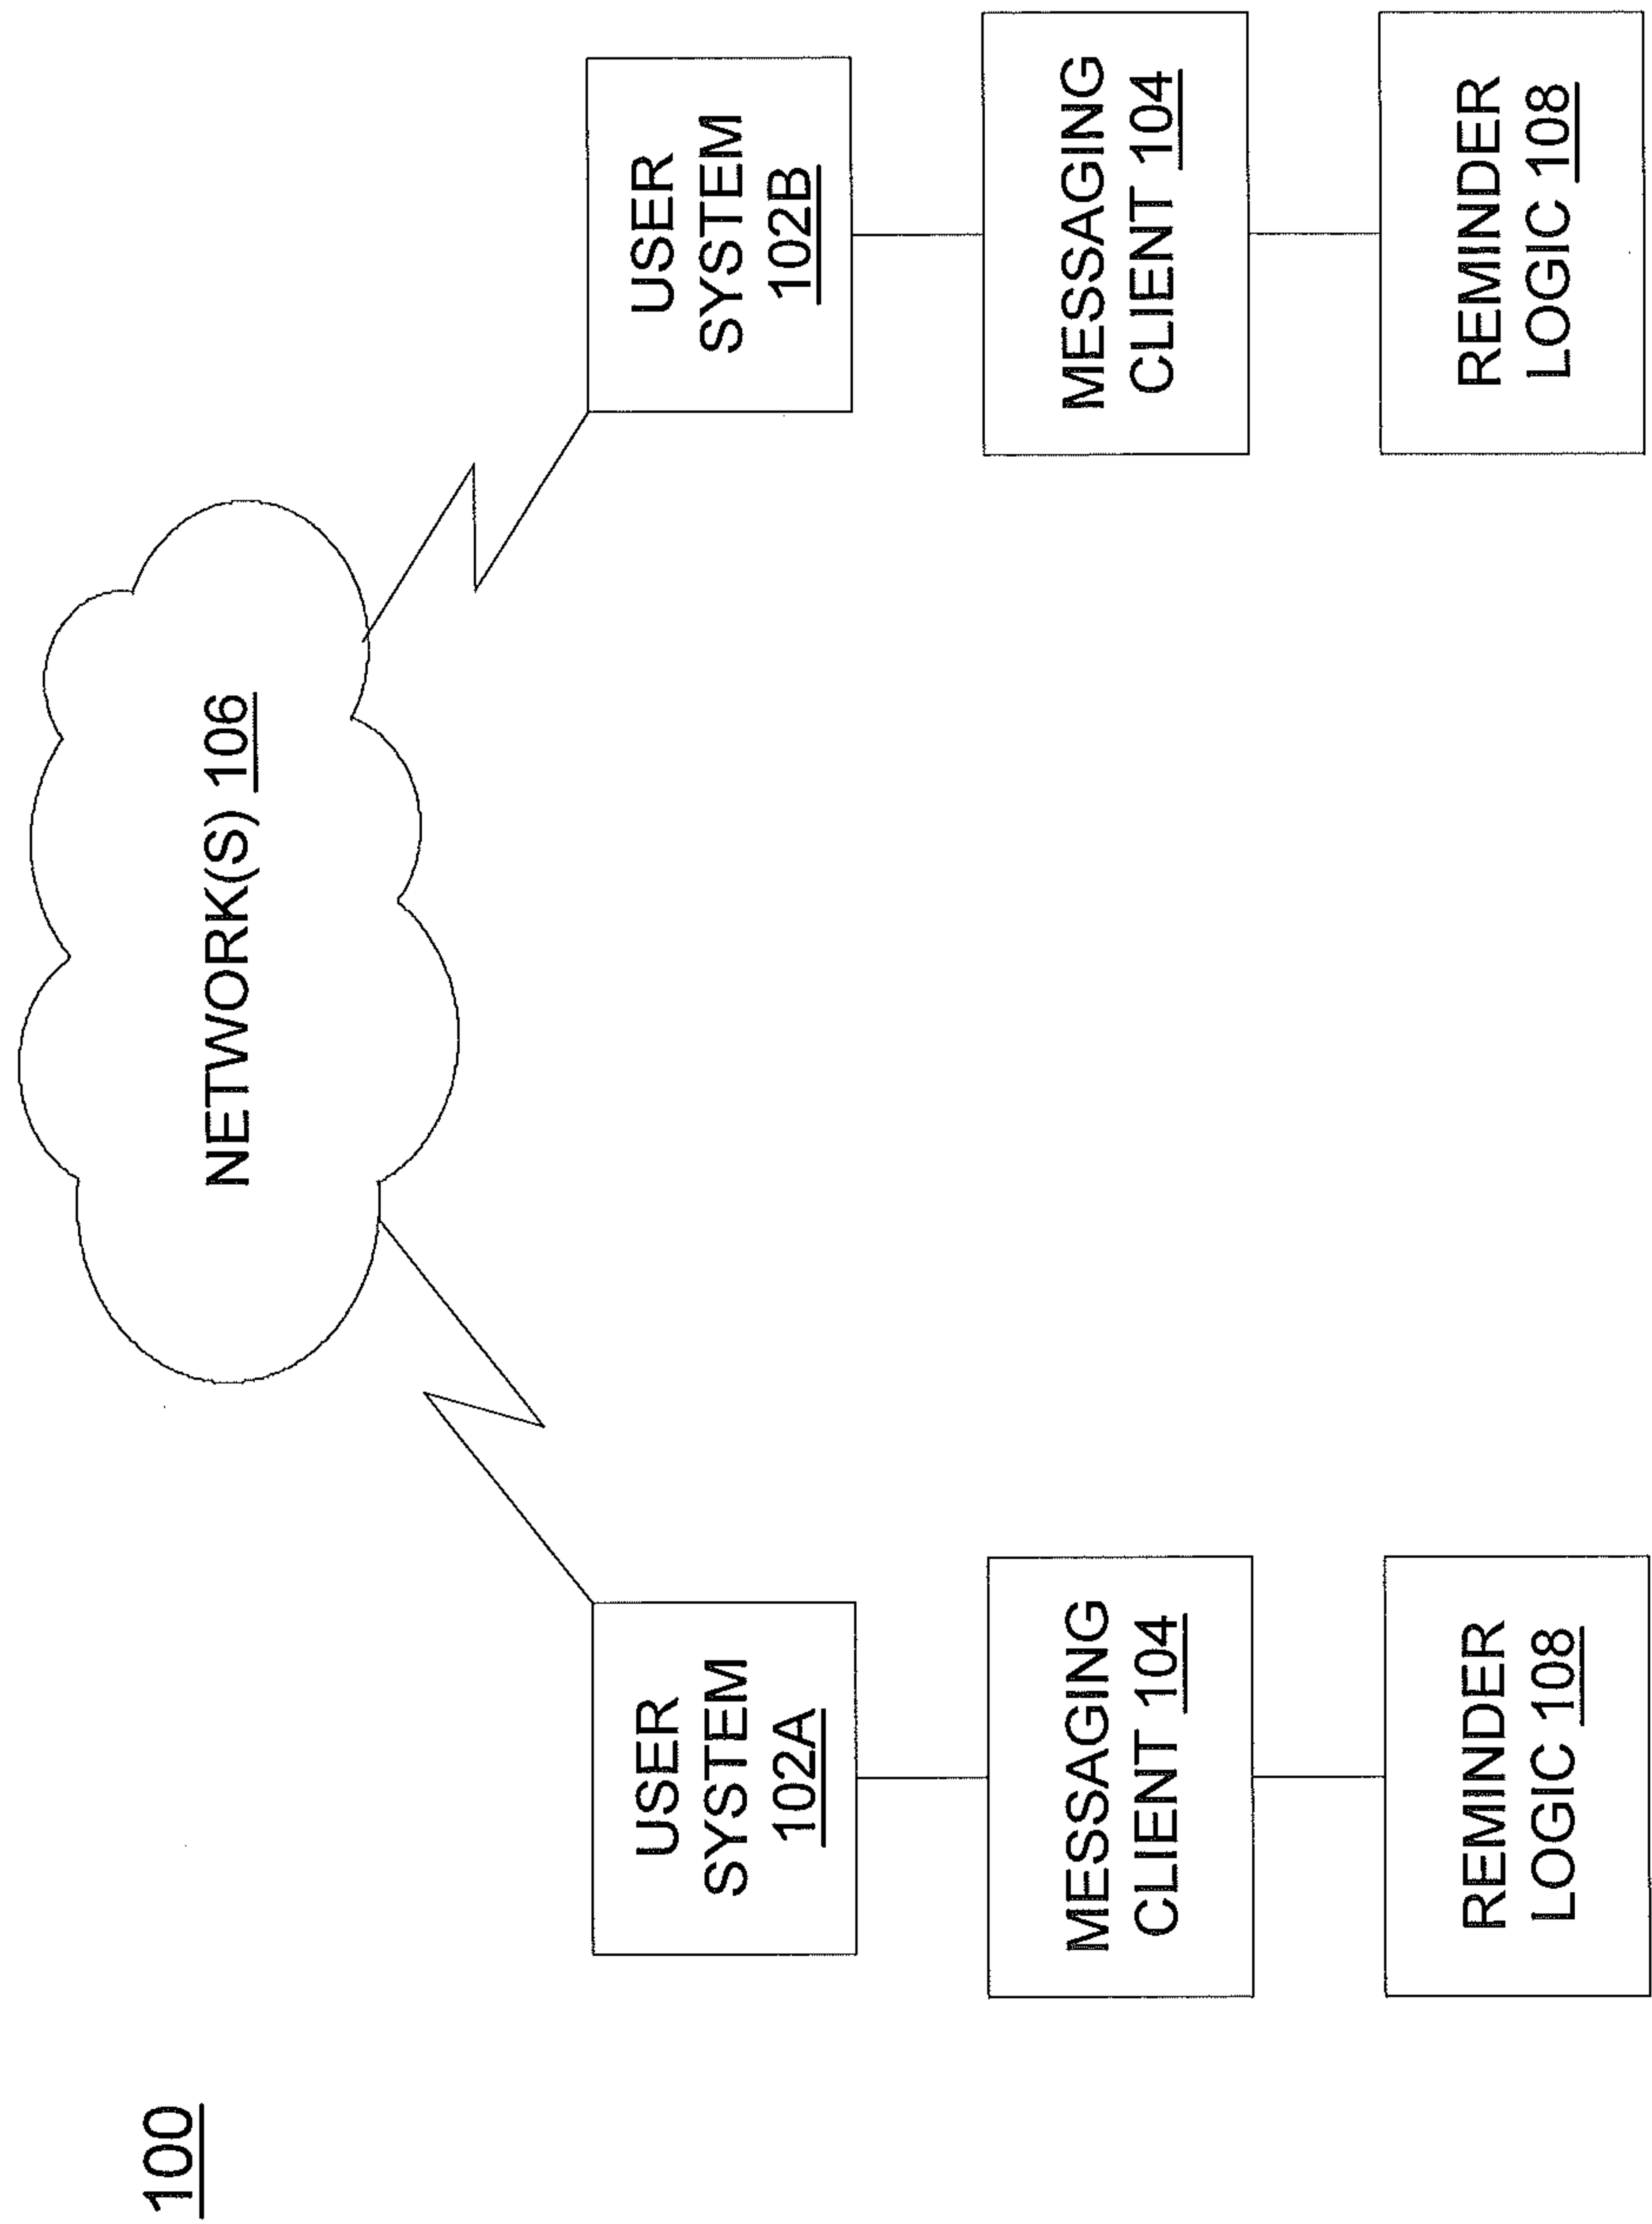 100
NETWORK(S) 106
USER
SYSTEM
102A
USER
SYSTEM
102B
MESSAGING
CLIENT 104
MESSAGING
CLIENT 104
REMINDER
LOGIC 108
REMINDER
LOGIC 108